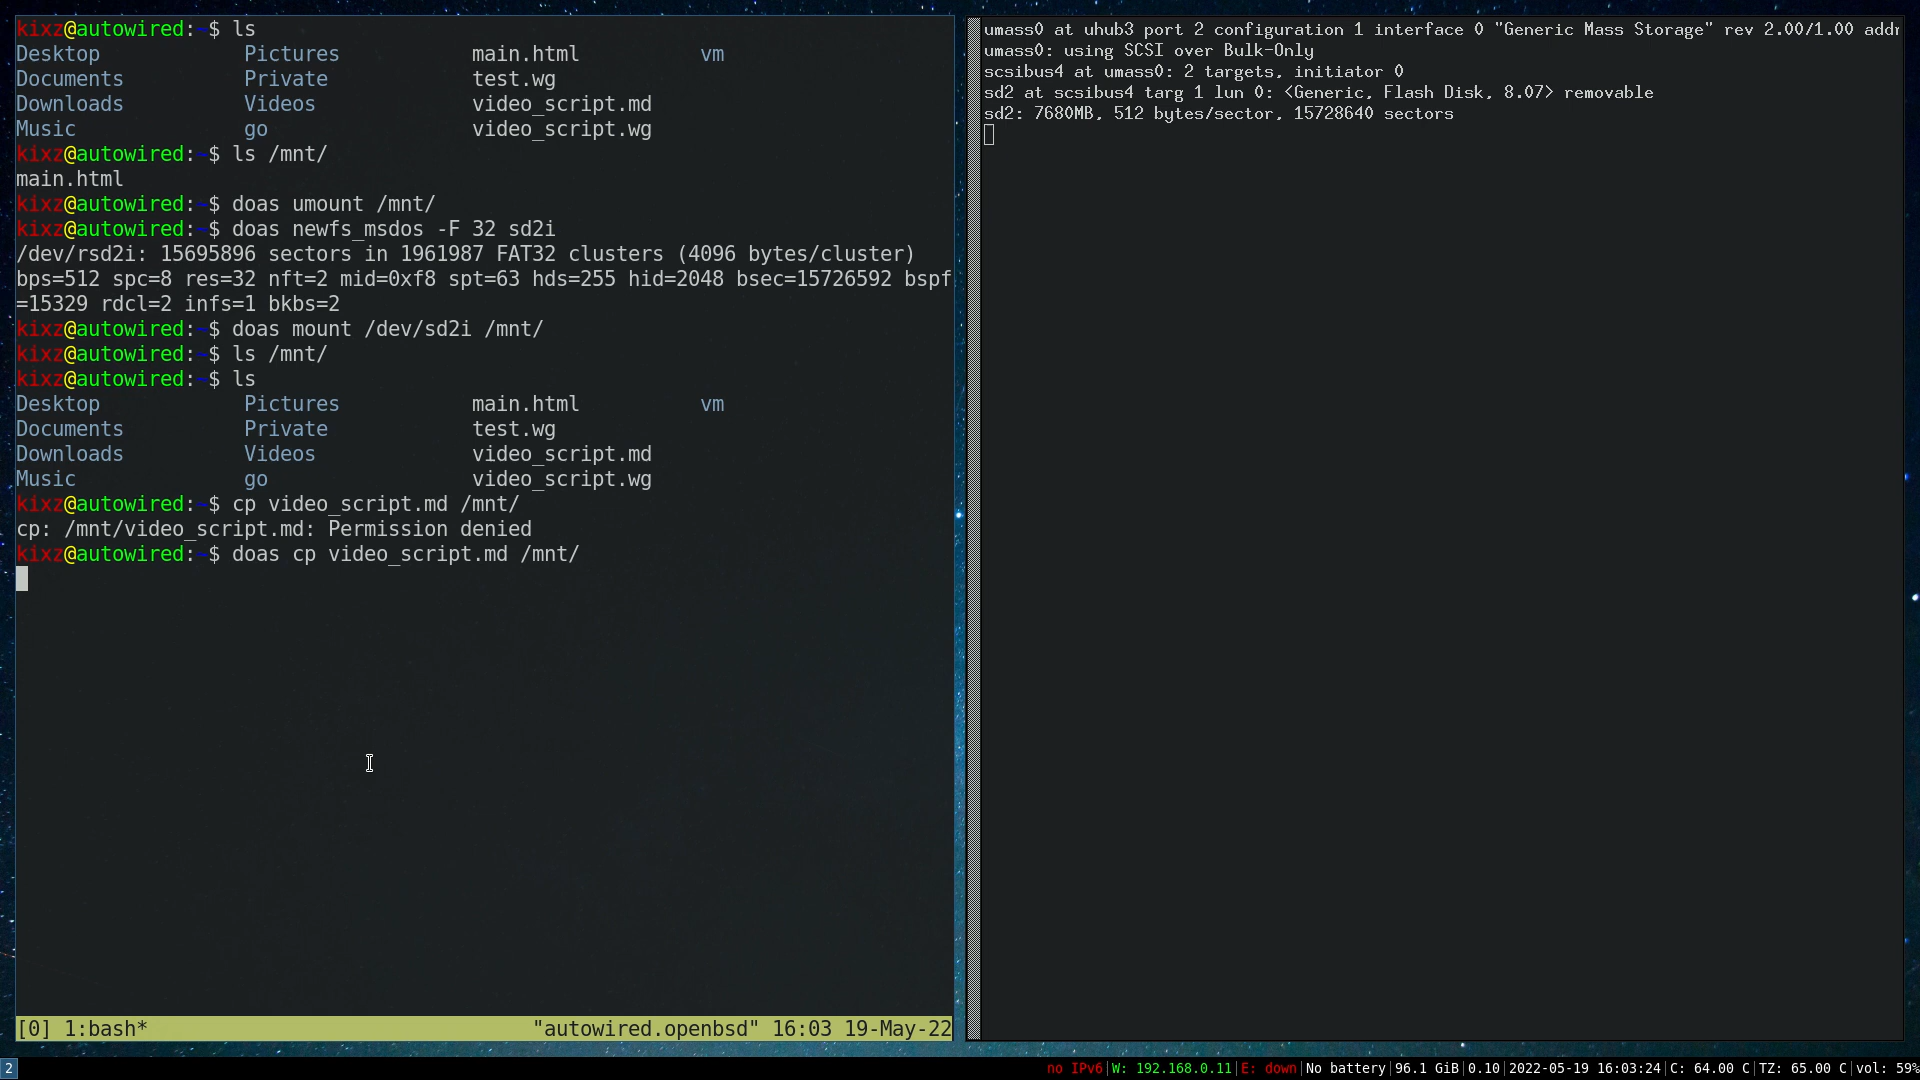 kixz@autowired:~$ ls
Desktop Pictures main.html vm
Documents Private test.wg
Downloads Videos video_script.md
Music go video_script.wg
kixz@autowired:~$ ls /mnt/
main.html
kixz@autowired:~$ doas umount /mnt/
kixz@autowired:~$ doas newfs_msdos -F 32 sd2i
/dev/rsd2i: 15695896 sectors in 1961987 FAT32 clusters (4096 bytes/cluster)
bps=512 spc=8 res=32 nft=2 mid=0xf8 spt=63 hds=255 hid=2048 bsec=15726592 bspf
=15329 rdcl=2 infs=1 bkbs=2
kixz@autowired:~$ doas mount /dev/sd2i /mnt/
kixz@autowired:~$ ls /mnt/
kixz@autowired:~$ ls
Desktop Pictures main.html vm
Documents Private test.wg
Downloads Videos video_script.md
Music go video_script.wg
kixz@autowired:~$ cp video_script.md /mnt/
cp: /mnt/video_script.md: Permission denied
kixz@autowired:~$ doas cp video_script.md /mnt/
[0] 1:bash* "autowired.openbsd" 16:03 19-May-22
umass0 at uhub3 port 2 configuration 1 interface 0 "Generic Mass Storage" rev 2.00/1.00 addr
umass0: using SCSI over Bulk-Only
scsibus4 at umass0: 2 targets, initiator 0
sd2 at scsibus4 targ 1 lun 0: <Generic, Flash Disk, 8.07> removable
sd2: 7680MB, 512 bytes/sector, 15728640 sectors
2 no IPv6|W: 192.168.0.11|E: down|No battery|96.1 GiB|0.10|2022-05-19 16:03:24|C: 64.00 C|TZ: 65.00 C|vol: 59%